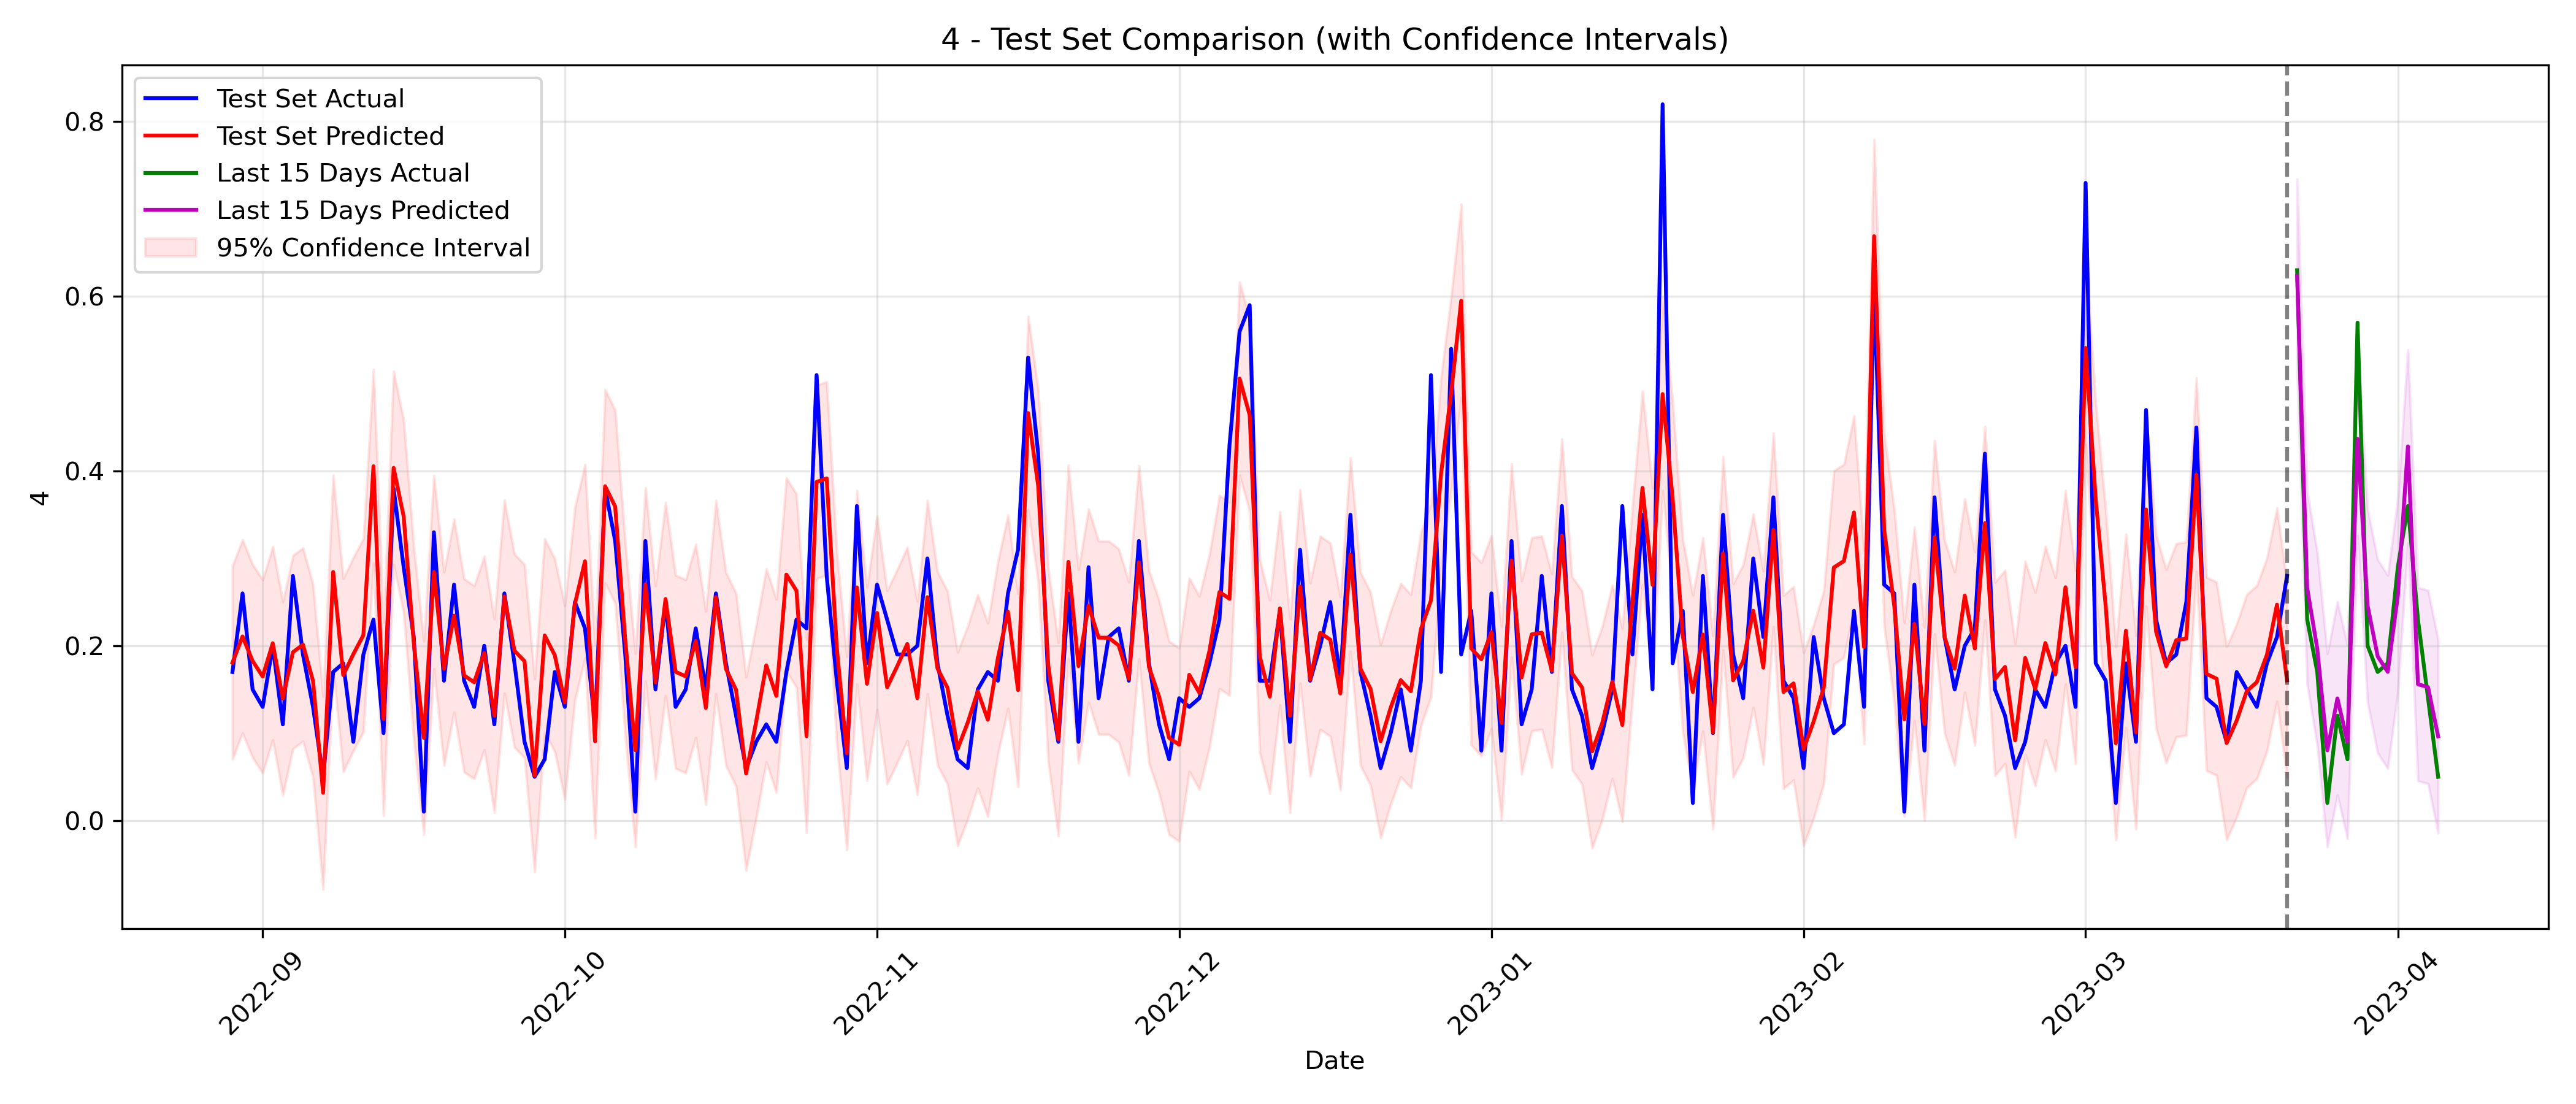 4 - Test Set Comparison (with Confidence Intervals)
Test Set Actual
Test Set Predicted
Last 15 Days Actual
Last 15 Days Predicted
95% Confidence Interval
0.8
0.6
0.4
0.2
0.0
4
2022-09
2022-10
2022-11
2022-12
2023-01
2023-02
2023-03
2023-04
Date